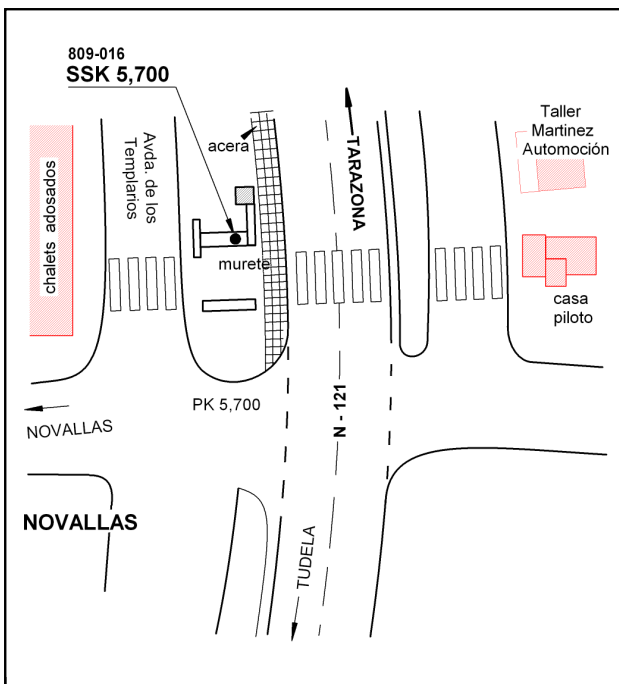 809-016
SSK 5,700
Taller
Martinez
Automoción
acera
TARAZONA
Avda. de los
Templarios
chalets adosados
murete
casa
piloto
PK 5,700
N - 121
NOVALLAS
NOVALLAS
TUDELA